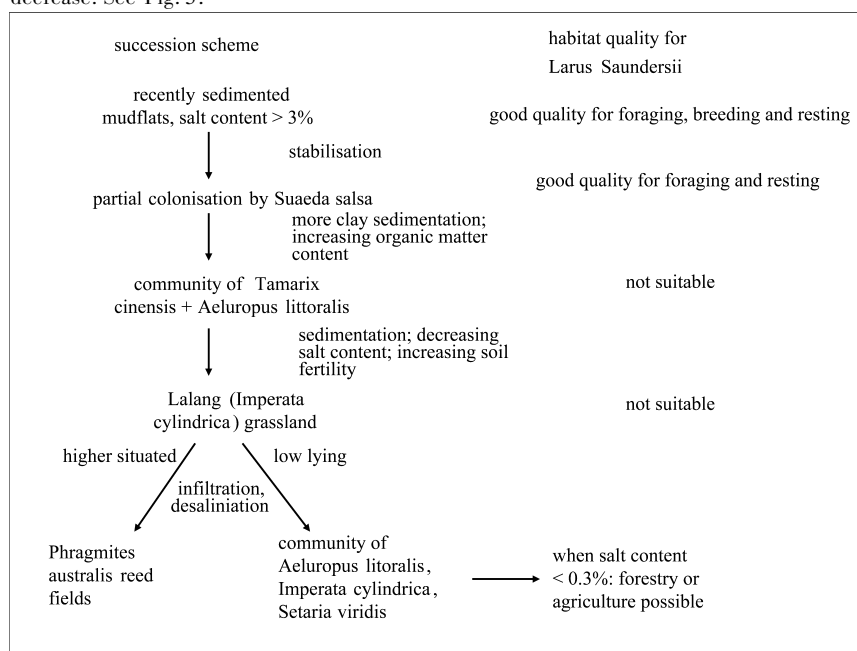 decrease. See Fig. 3.
succession scheme
habitat quality for
Larus Saundersii
recently sedimented
mudflats, salt content > 3%
good quality for foraging, breeding and resting
stabilisation
good quality for foraging and resting
partial colonisation by Suaeda salsa
more clay sedimentation;
increasing organic matter
content
community of Tamarix
cinensis + Aeluropus littoralis
not suitable
sedimentation; decreasing
salt content; increasing soil
fertility
Lalang (Imperata
cylindrica) grassland
not suitable
higher situated
low lying
infiltration,
desaliniation
Phragmites
australis reed
fields
community of
Aeluropus litoralis,
Imperata cylindrica,
Setaria viridis
when salt content
< 0.3%: forestry or
agriculture possible